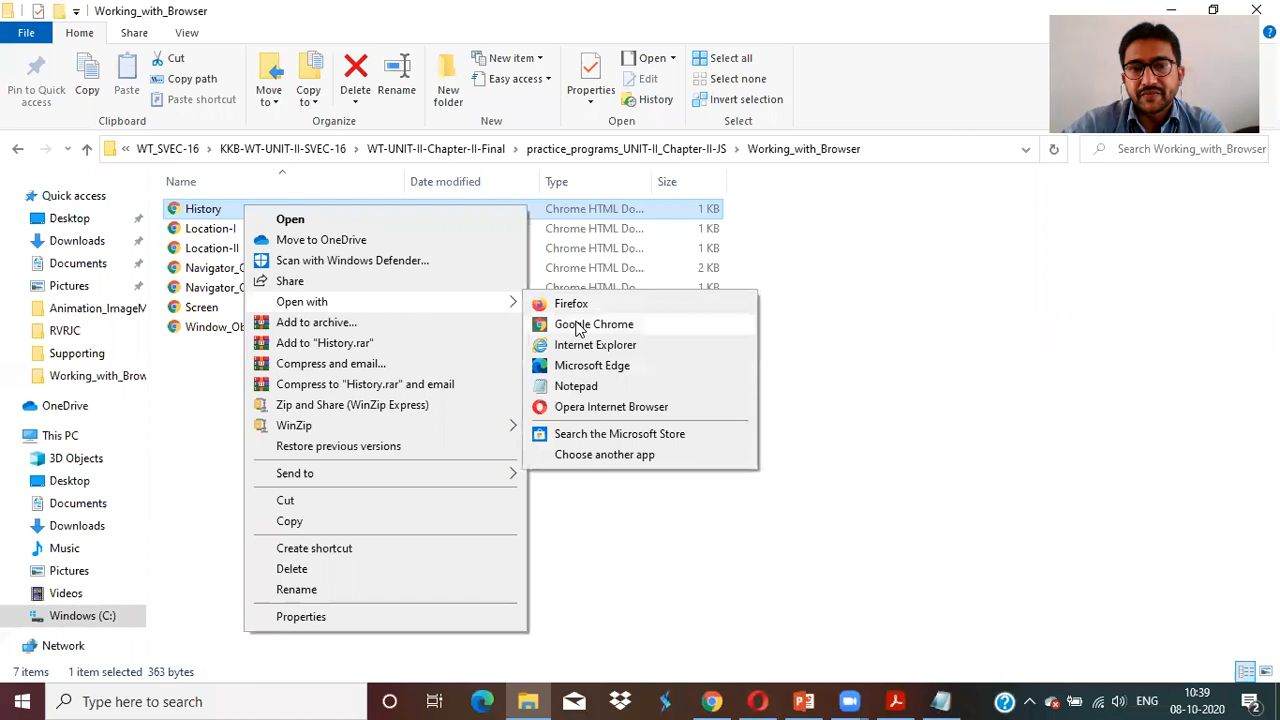 Working_with_Browser
File
Home
Share
View
Pin to Quick access
Copy
Paste
Cut
Copy path
Paste shortcut
Clipboard
Move to
Copy to
Delete
Rename
Organize
New folder
New item
Easy access
New
Properties
Open
Edit
History
Open
Select all
Select none
Invert selection
Select
« WT_SVEC-16 › KKB-WT-UNIT-II-SVEC-16 › WT-UNIT-II-Chapter-II-Final › practice_programs_UNIT-II_Chapter-II-JS › Working_with_Browser
Search Working_with_Browser
Name
Date modified
Type
Size
Quick access
Desktop
Downloads
Documents
Pictures
Animation_ImageM
RVRJC
Supporting
Working_with_Brow
OneDrive
This PC
3D Objects
Desktop
Documents
Downloads
Music
Pictures
Videos
Windows (C:)
Network
History
Chrome HTML Do...
1 KB
Location-I
Chrome HTML Do...
1 KB
Location-II
Chrome HTML Do...
1 KB
Navigator_
Chrome HTML Do...
2 KB
Navigator_
Chrome HTML Do...
1 KB
Screen
Window_Ob
Open
Move to OneDrive
Scan with Windows Defender...
Share
Open with
Add to archive...
Add to "History.rar"
Compress and email...
Compress to "History.rar" and email
Zip and Share (WinZip Express)
WinZip
Restore previous versions
Send to
Cut
Copy
Create shortcut
Delete
Rename
Properties
Firefox
Google Chrome
Internet Explorer
Microsoft Edge
Notepad
Opera Internet Browser
Search the Microsoft Store
Choose another app
7 items
1 item selected 363 bytes
Type here to search
ENG
10:39
08-10-2020
2